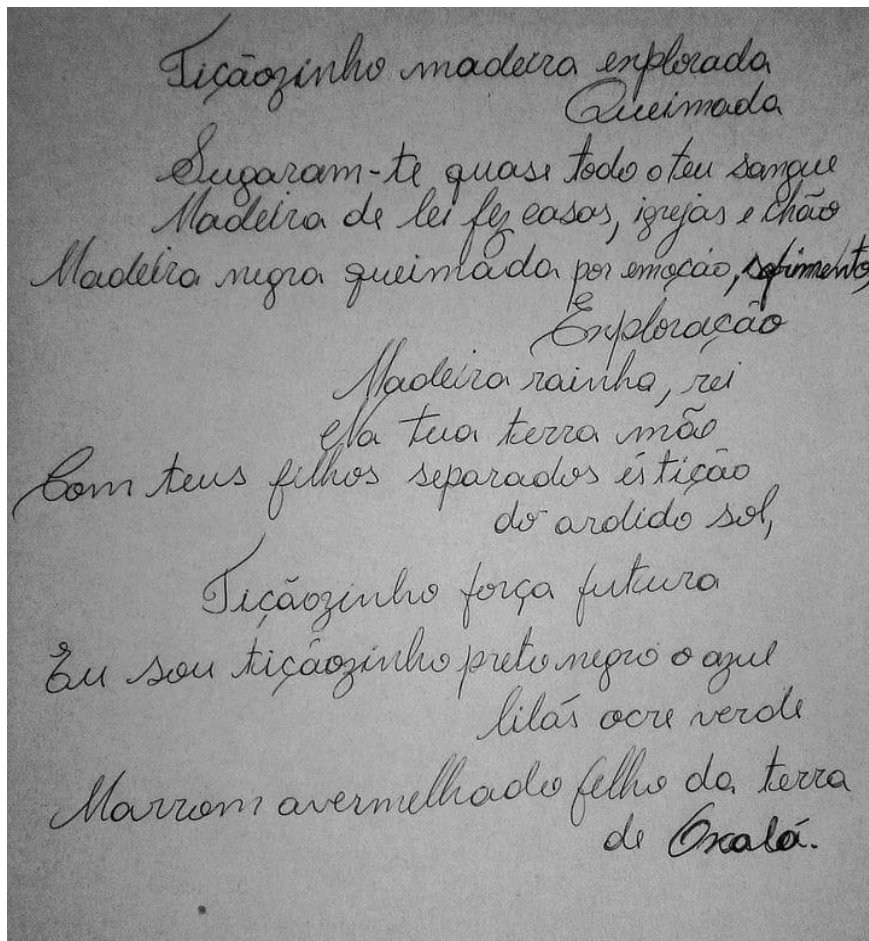 Tiçãozinho madeira explorada
Queimada
Sugaram-te quase todo o teu sangue
Madeira de lei fez casas, igrejas e chão
Madeira negra queimada por emoção, sofrimento,
Exploração
Madeira rainha, rei
Na tua terra mão
Com teus filhos separados és tição
do ardido sol,
Tiçãozinho força futura
Eu sou tiçãozinho preto negro o azul
lilás ocre verde
Marrom avermelhado filho da terra
de Oxalá.